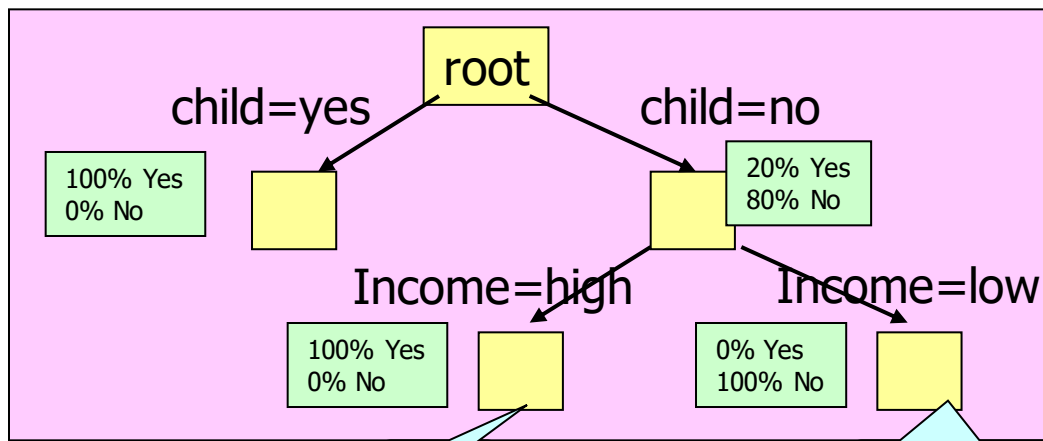 root
child=yes
child=no
100% Yes
0% No
20% Yes
80% No
Income=high
Income=low
100% Yes
0% No
0% Yes
100% No